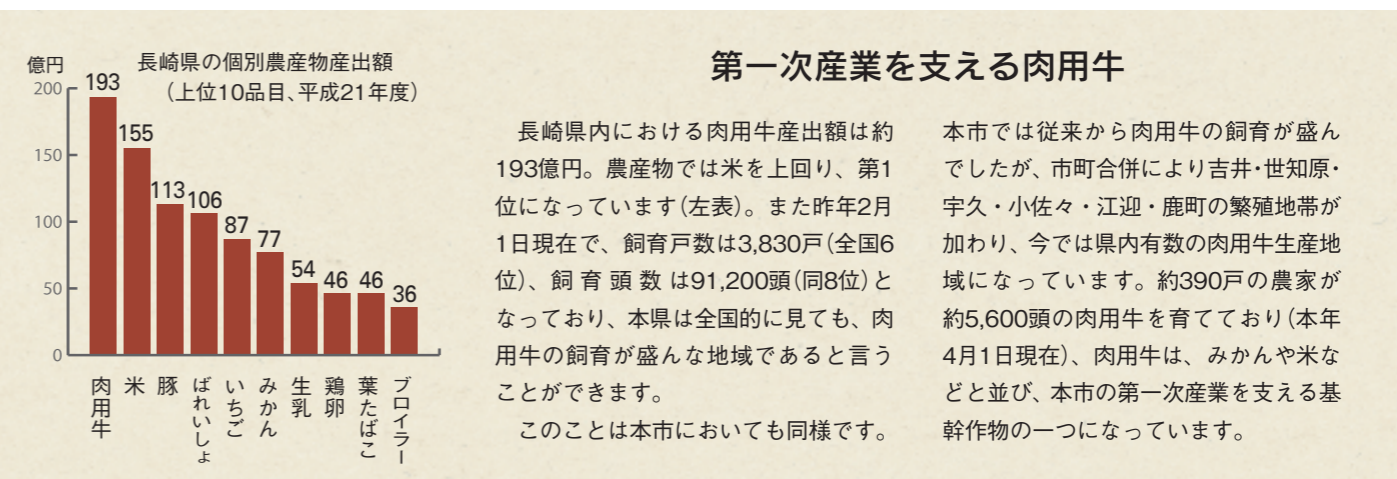 億円
長崎県の個別農産物産出額
（上位10品目、平成21年度）
200
150
100
50
0
193
155
113
106
87
77
54
46
46
36
肉用牛
米
豚
ばれいしょ
いちご
みかん
生乳
鶏卵
葉たばこ
ブロイラー
第一次産業を支える肉用牛
長崎県内における肉用牛産出額は約
193億円。農産物では米を上回り、第1
位になっています（左表）。また昨年2月
1日現在で、飼育戸数は3,830戸（全国6
位）、飼育頭数は91,200頭（同8位）と
なっており、本県は全国的に見ても、肉
用牛の飼育が盛んな地域であると言う
ことができます。
このことは本市においても同様です。
本市では従来から肉用牛の飼育が盛ん
でしたが、市町合併により吉井・世知原・
宇久・小佐々・江迎・鹿町の繁殖地帯が
加わり、今では県内有数の肉用牛生産地
域になっています。約390戸の農家が
約5,600頭の肉用牛を育てており（本年
4月1日現在）、肉用牛は、みかんや米な
どと並び、本市の第一次産業を支える基
幹作物の一つになっています。